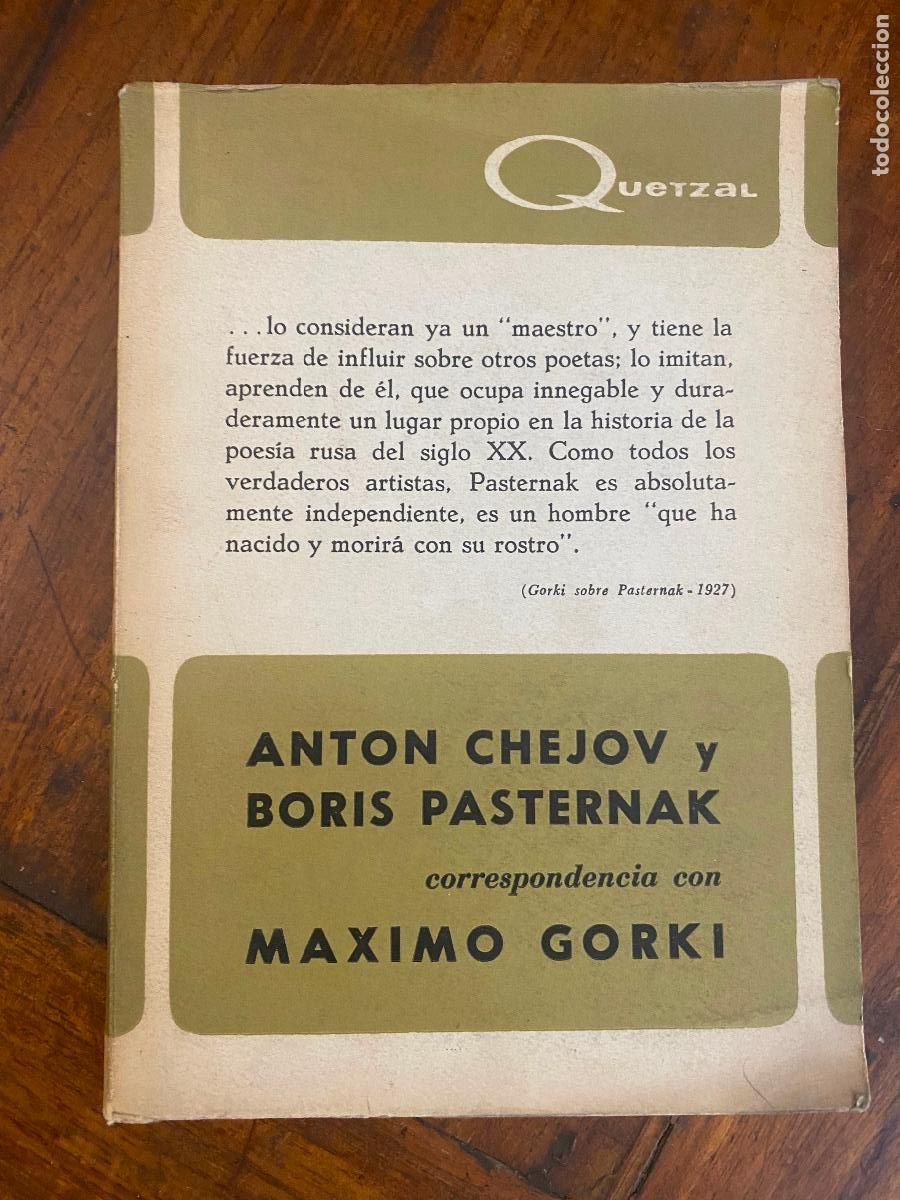 todocoleccion
QUETZAL
...lo consideran ya un "maestro", y tiene la
fuerza de influir sobre otros poetas; lo imitan,
aprenden de él, que ocupa innegable y dura-
deramente un lugar propio en la historia de la
poesía rusa del siglo XX. Como todos los
verdaderos artistas, Pasternak es absoluta-
mente independiente, es un hombre "que ha
nacido y morirá con su rostro".
(Gorki sobre Pasternak - 1927)
ANTON CHEJOV y
BORIS PASTERNAK
correspondencia con
MAXIMO GORKI